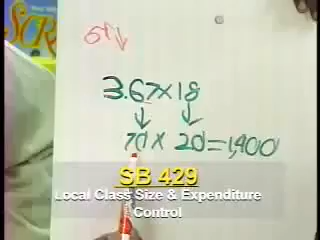 3.67×18
70 × 20=1,400
SB 429
Local Class Size & Expenditure
Control